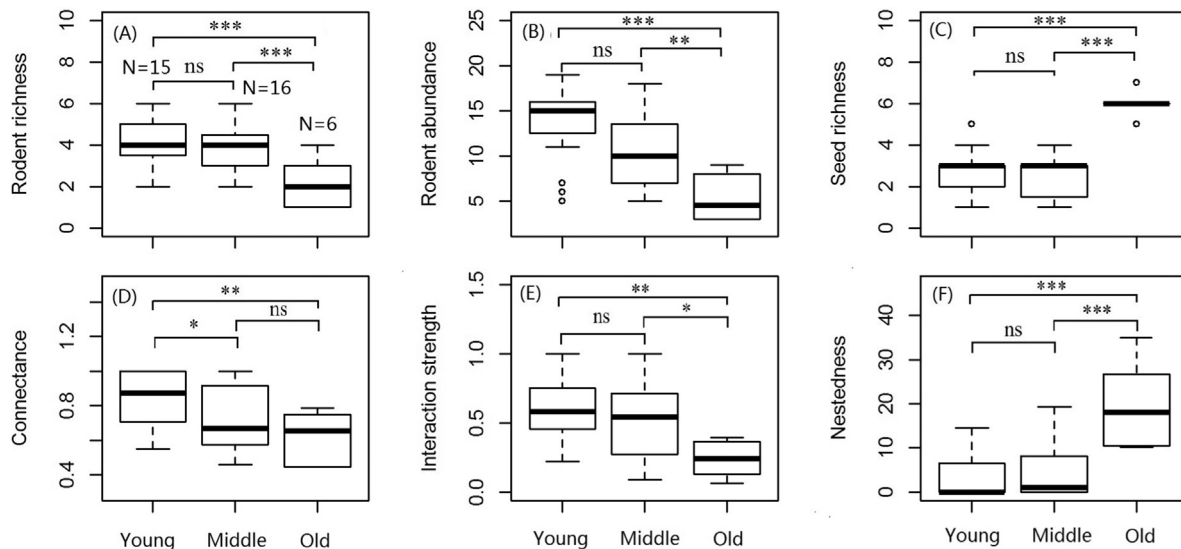 (A)
***
N=15
ns
***
N=16
N=6
Rodent richness
10
8
6
4
2
0
(B)
***
ns
**
Rodent abundance
25
20
15
10
5
(C)
***
ns
***
Seed richness
10
8
6
4
2
0
(D)
**
*
ns
Connectance
1.2
0.8
0.4
Young Middle Old
(E)
**
ns
*
Interaction strength
1.5
1.0
0.5
0.0
Young Middle Old
(F)
***
ns
***
Nestedness
40
30
20
10
0
Young Middle Old